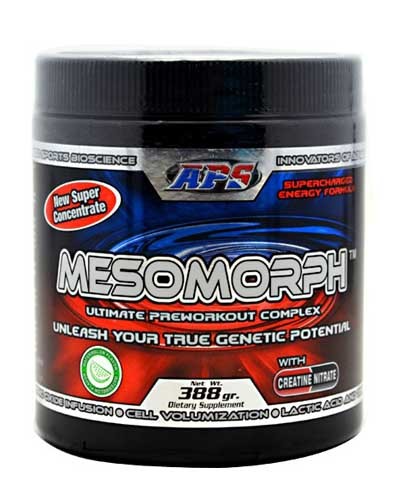 SPORTS BIOSCIENCE
INNOVATORS OF
APS
SUPERCHARGED
ENERGY FORMULA
New Super
Concentrate
MESOMORPH™
ULTIMATE PREWORKOUT COMPLEX
UNLEASH YOUR TRUE GENETIC POTENTIAL
WITH
CREATINE NITRATE
Net Wt.
388 gr.
Dietary Supplement
OXIDE INFUSION • CELL VOLUMIZATION • LACTIC ACID